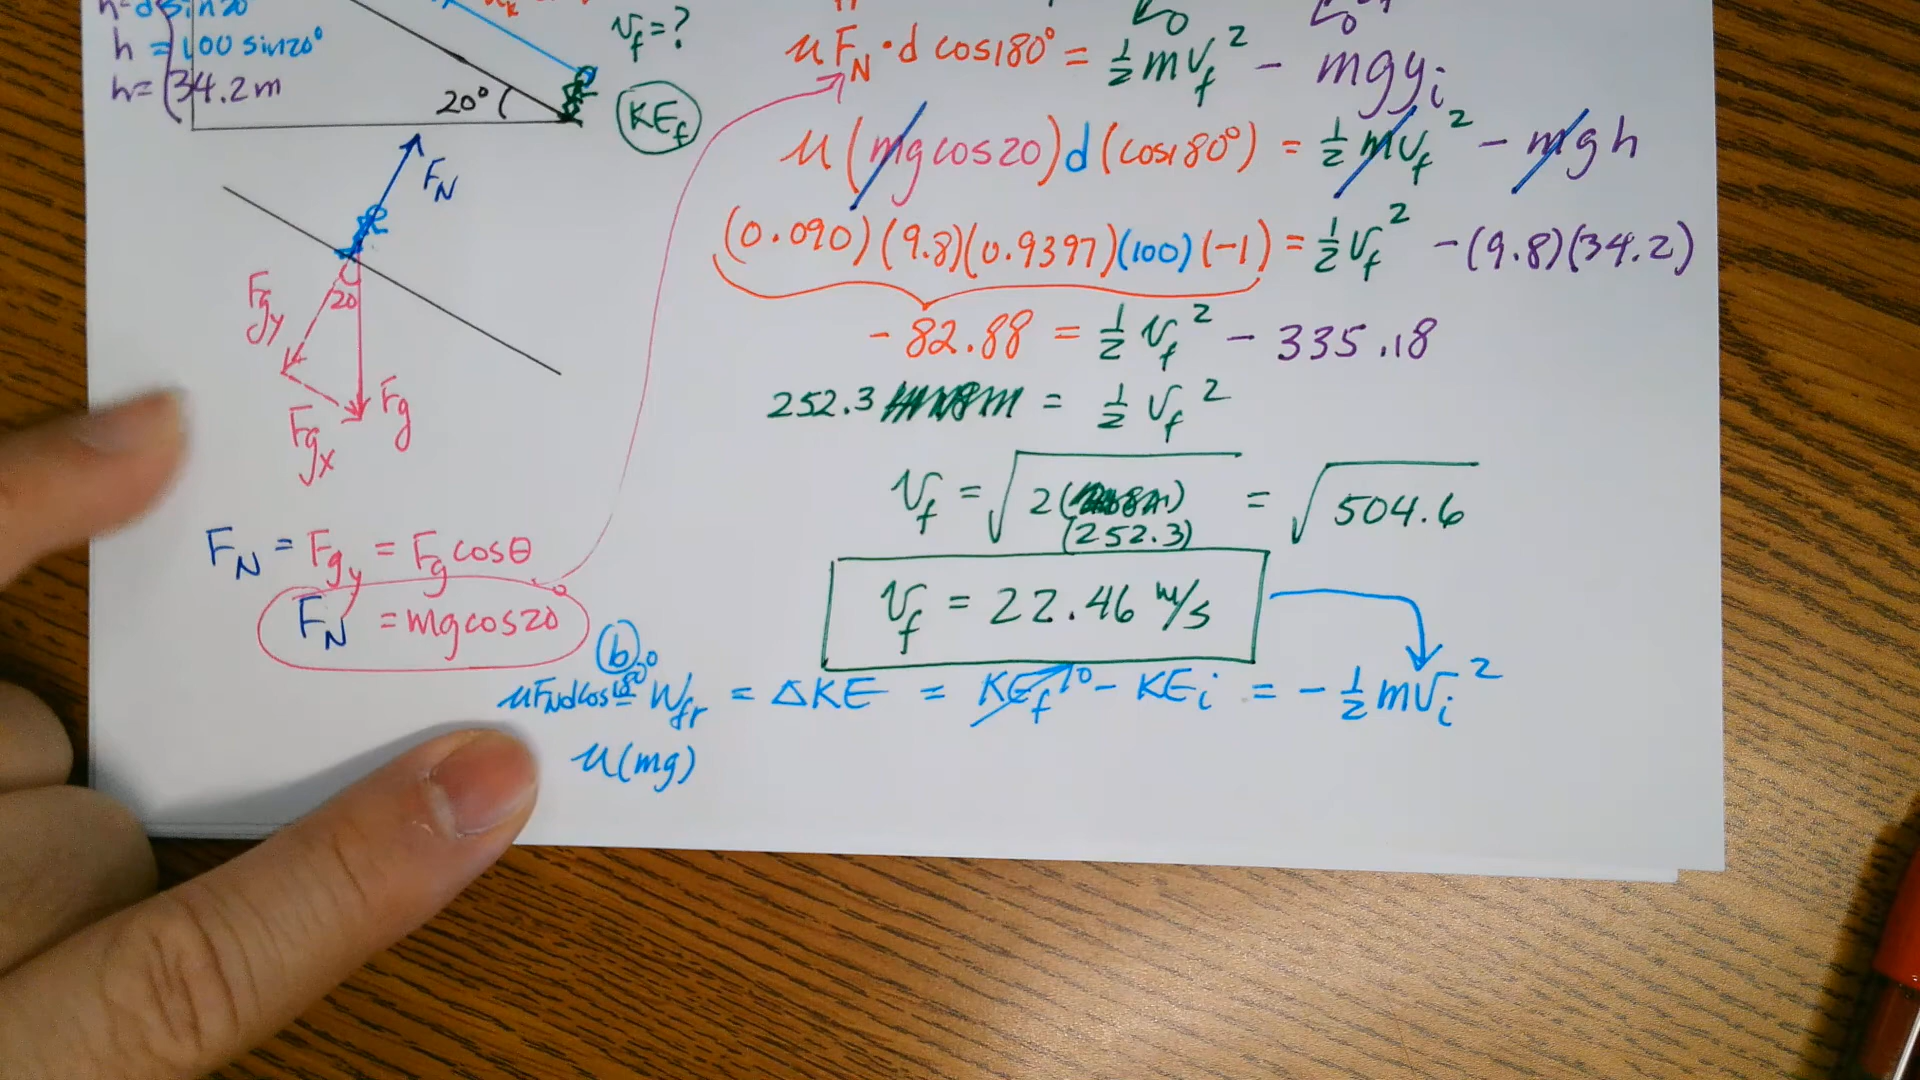 h = 100 sin 20°
h = 34.2 m
v_f = ?
20°
KE_f
F_N
20
F_gy
F_gx
F_g
F_N = F_gy = F_g cos θ
F_N = mg cos 20
μ F_N · d cos 180° = ½ m v_f² − m g y_i
μ (mg cos 20) d (cos 180°) = ½ m v_f² − m g h
(0.090) (9.8)(0.9397)(100)(-1) = ½ v_f² − (9.8)(34.2)
- 82.88 = ½ v_f² − 335.18
252.3 = ½ v_f²
v_f = √2( ) = √504.6
(252.3)
v_f = 22.46 m/s
(b)
μ F_N d cos 180° W_fr = Δ KE = KE_f − KE_i = − ½ m v_i²
μ (mg)